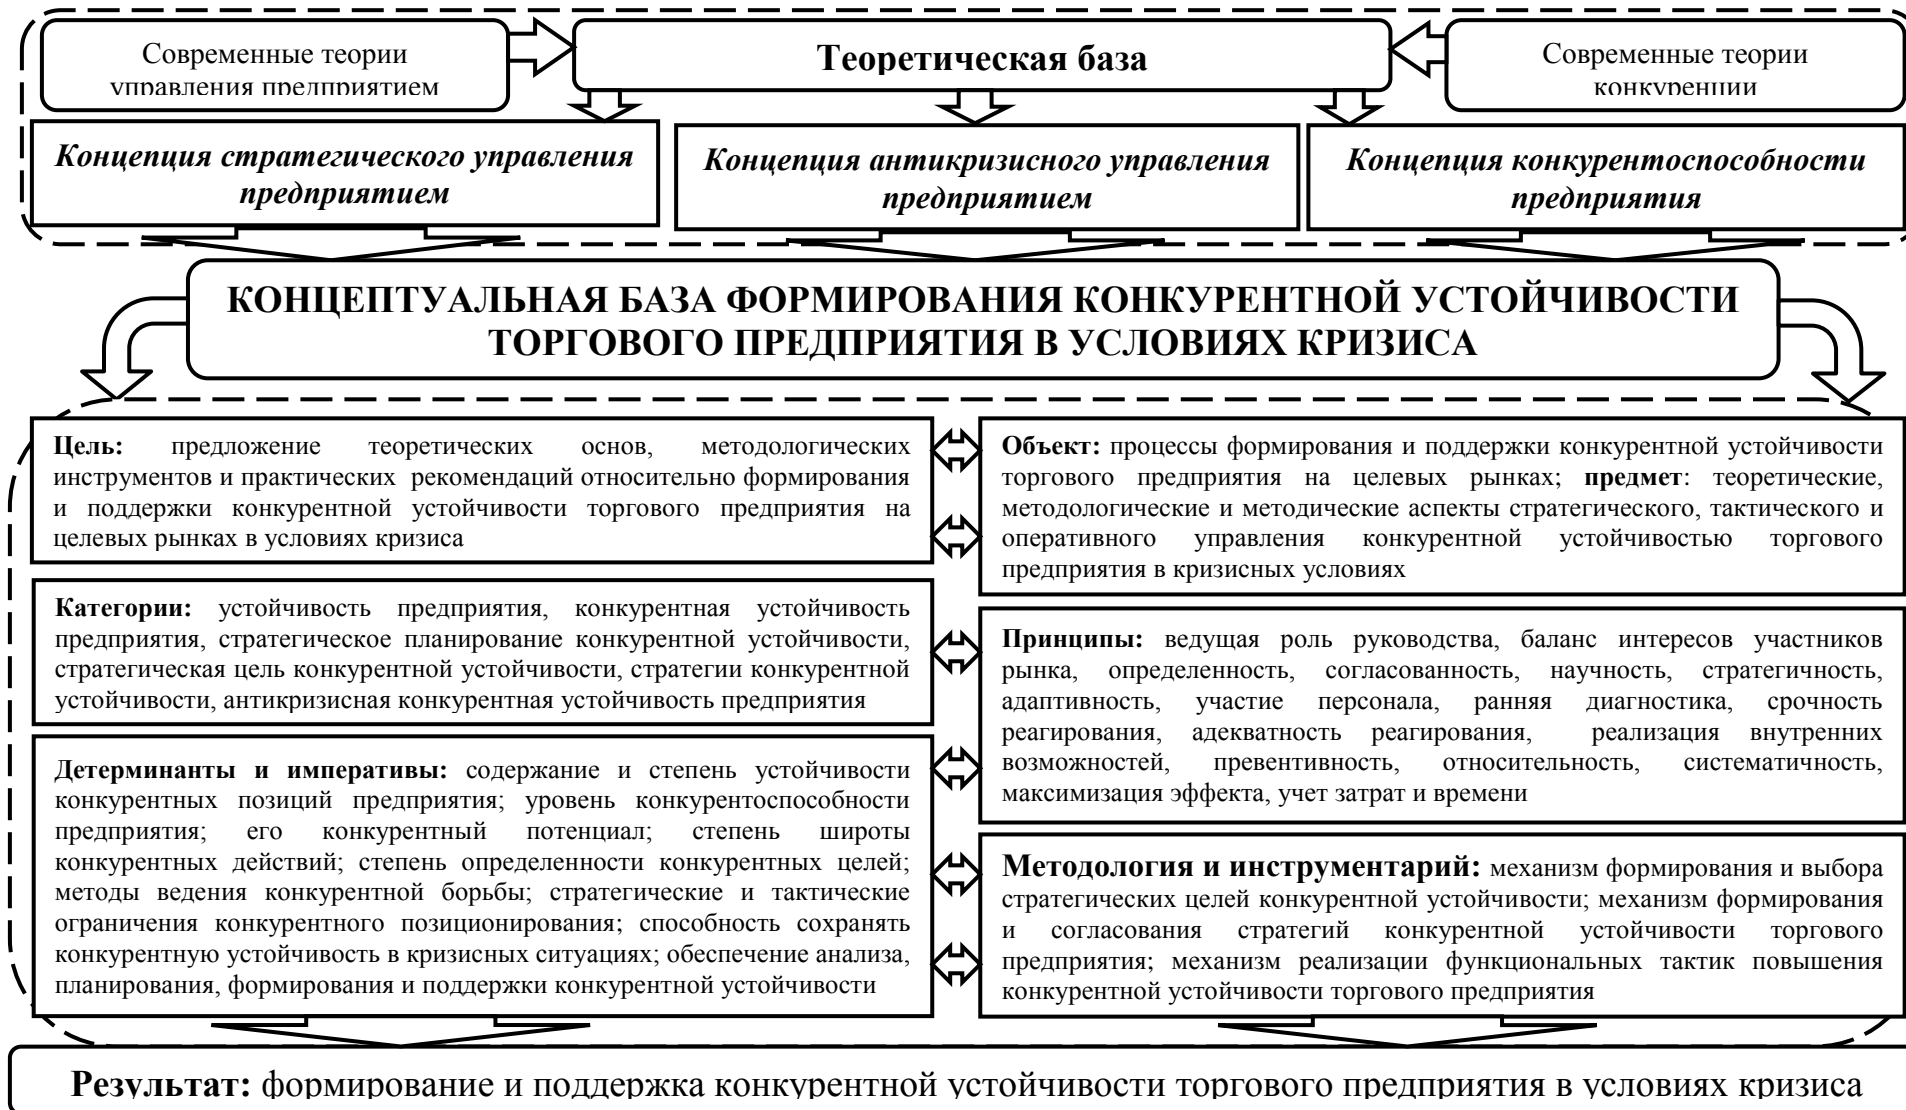 Современные теории
управления предприятием
Теоретическая база
Современные теории
конкуренции
Концепция стратегического управления
предприятием
Концепция антикризисного управления
предприятием
Концепция конкурентоспособности
предприятия
КОНЦЕПТУАЛЬНАЯ БАЗА ФОРМИРОВАНИЯ КОНКУРЕНТНОЙ УСТОЙЧИВОСТИ
ТОРГОВОГО ПРЕДПРИЯТИЯ В УСЛОВИЯХ КРИЗИСА
Цель: предложение теоретических основ, методологических
инструментов и практических рекомендаций относительно формирования
и поддержки конкурентной устойчивости торгового предприятия на
целевых рынках в условиях кризиса
Объект: процессы формирования и поддержки конкурентной устойчивости
торгового предприятия на целевых рынках; предмет: теоретические,
методологические и методические аспекты стратегического, тактического и
оперативного управления конкурентной устойчивостью торгового
предприятия в кризисных условиях
Категории: устойчивость предприятия, конкурентная устойчивость
предприятия, стратегическое планирование конкурентной устойчивости,
стратегическая цель конкурентной устойчивости, стратегии конкурентной
устойчивости, антикризисная конкурентная устойчивость предприятия
Принципы: ведущая роль руководства, баланс интересов участников
рынка, определенность, согласованность, научность, стратегичность,
адаптивность, участие персонала, ранняя диагностика, срочность
реагирования, адекватность реагирования, реализация внутренних
возможностей, превентивность, относительность, систематичность,
максимизация эффекта, учет затрат и времени
Детерминанты и императивы: содержание и степень устойчивости
конкурентных позиций предприятия; уровень конкурентоспособности
предприятия; его конкурентный потенциал; степень широты
конкурентных действий; степень определенности конкурентных целей;
методы ведения конкурентной борьбы; стратегические и тактические
ограничения конкурентного позиционирования; способность сохранять
конкурентную устойчивость в кризисных ситуациях; обеспечение анализа,
планирования, формирования и поддержки конкурентной устойчивости
Методология и инструментарий: механизм формирования и выбора
стратегических целей конкурентной устойчивости; механизм формирования
и согласования стратегий конкурентной устойчивости торгового
предприятия; механизм реализации функциональных тактик повышения
конкурентной устойчивости торгового предприятия
Результат: формирование и поддержка конкурентной устойчивости торгового предприятия в условиях кризиса